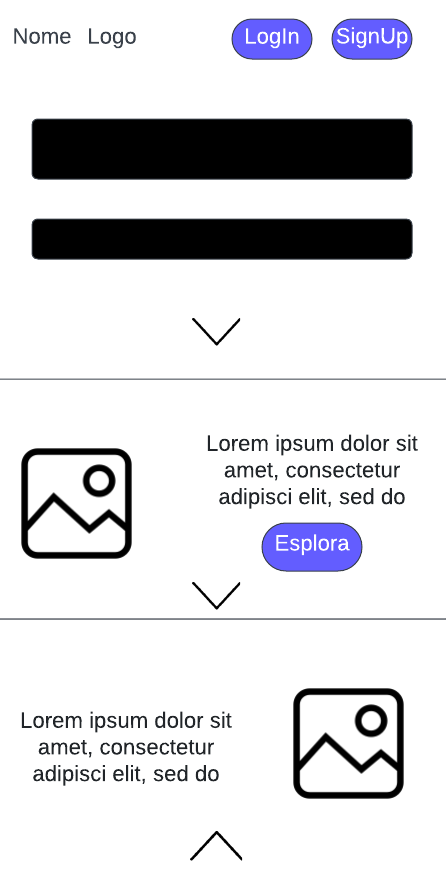 Nome Logo LogIn SignUp
Lorem ipsum dolor sit
amet, consectetur
adipisci elit, sed do
Esplora
Lorem ipsum dolor sit
amet, consectetur
adipisci elit, sed do